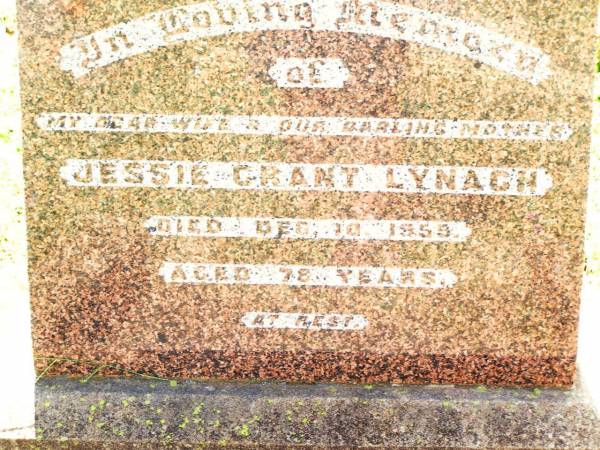 In Loving Memory
OF
MY DEAR WIFE & OUR DARLING MOTHER
JESSIE GRANT LYNAGH
DIED DEC. 10. 1959.
AGED 78 YEARS.
AT REST.